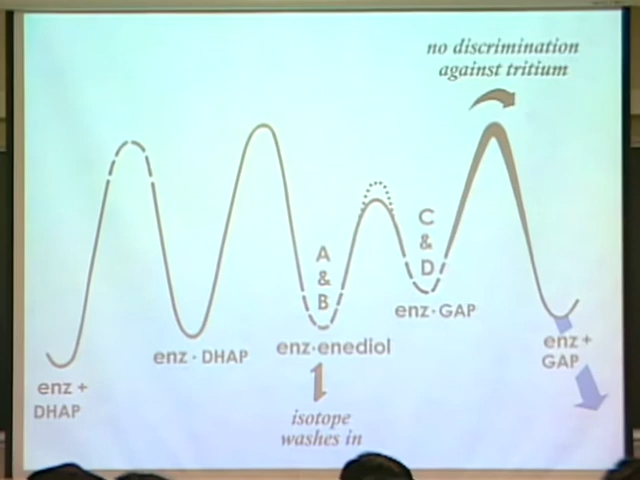 no discrimination
against tritium
A
&
B
C
&
D
enz · DHAP
enz·enediol
enz·GAP
enz +
DHAP
enz +
GAP
isotope
washes in